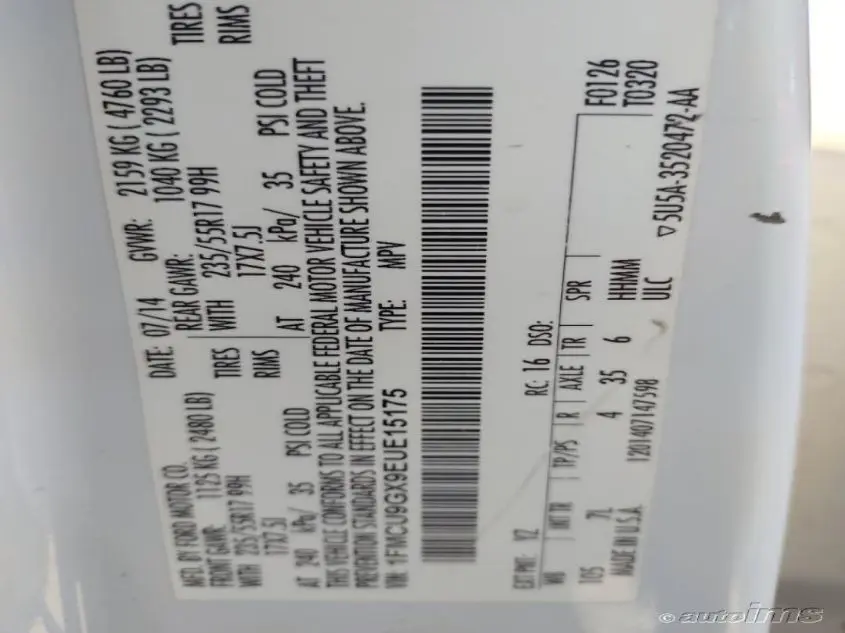 MFD. BY FORD MOTOR CO.
DATE: 07/14 GVWR: 2159 KG ( 4760 LB)
FRONT GAWR: 1125 KG ( 2480 LB) REAR GAWR: 1040 KG ( 2293 LB)
WITH 235/55R17 99H TIRES WITH 235/55R17 99H TIRES
17X7.5J RIMS 17X7.5J RIMS
AT 240 kPa/ 35 PSI COLD AT 240 kPa/ 35 PSI COLD
THIS VEHICLE CONFORMS TO ALL APPLICABLE FEDERAL MOTOR VEHICLE SAFETY AND THEFT
PREVENTION STANDARDS IN EFFECT ON THE DATE OF MANUFACTURE SHOWN ABOVE.
VIN: 1FMCU9GX9EUE15175 TYPE: MPV
EXT PNT: YZ RC: 16 DSO: F0126
T0320
WB INT TR TP/PS R AXLE TR SPR
105 7L 4 35 6 HHMM
MADE IN U.S.A. 1201407147598 ULC
▽5U5A-3520472-AA
© autoims